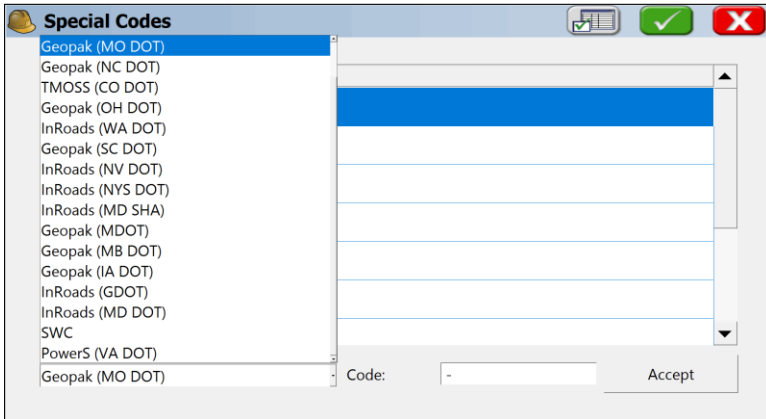 Special Codes
Geopak (MO DOT)
Geopak (NC DOT)
TMOSS (CO DOT)
Geopak (OH DOT)
InRoads (WA DOT)
Geopak (SC DOT)
InRoads (NV DOT)
InRoads (NYS DOT)
InRoads (MD SHA)
Geopak (MDOT)
Geopak (MB DOT)
Geopak (IA DOT)
InRoads (GDOT)
InRoads (MD DOT)
SWC
PowerS (VA DOT)
Geopak (MO DOT) Code: - Accept